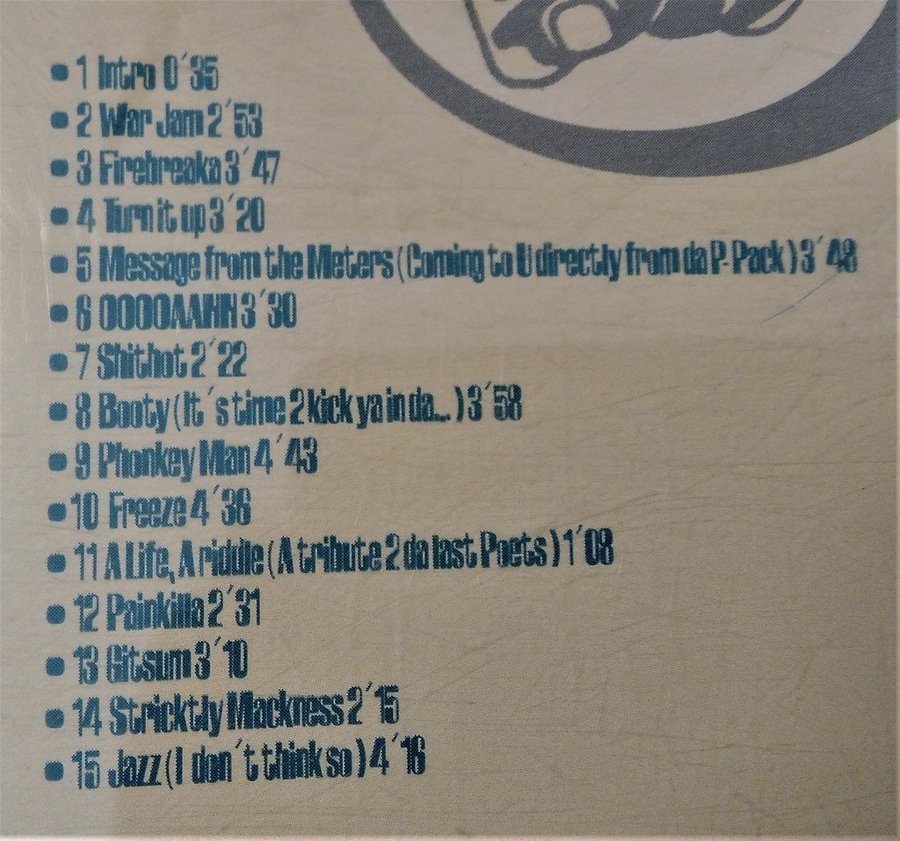 • 1 Intro 0´35
• 2 War Jam 2´53
• 3 Firebreaka 3´47
• 4 Turn it up 3´20
• 5 Message from the Meters ( Coming to U directly from da P- Pack ) 3´48
• 6 OOOOAAHH 3´30
• 7 Shithot 2´22
• 8 Booty ( It´s time 2 kick ya in da... ) 3´58
• 9 Phonkey Man 4´43
• 10 Freeze 4´36
• 11 A Life, A riddle ( A tribute 2 da last Poets ) 1´08
• 12 Painkilla 2´31
• 13 Gitsum 3´10
• 14 Stricktly Mackness 2´15
• 15 Jazz ( I don´t think so ) 4´16